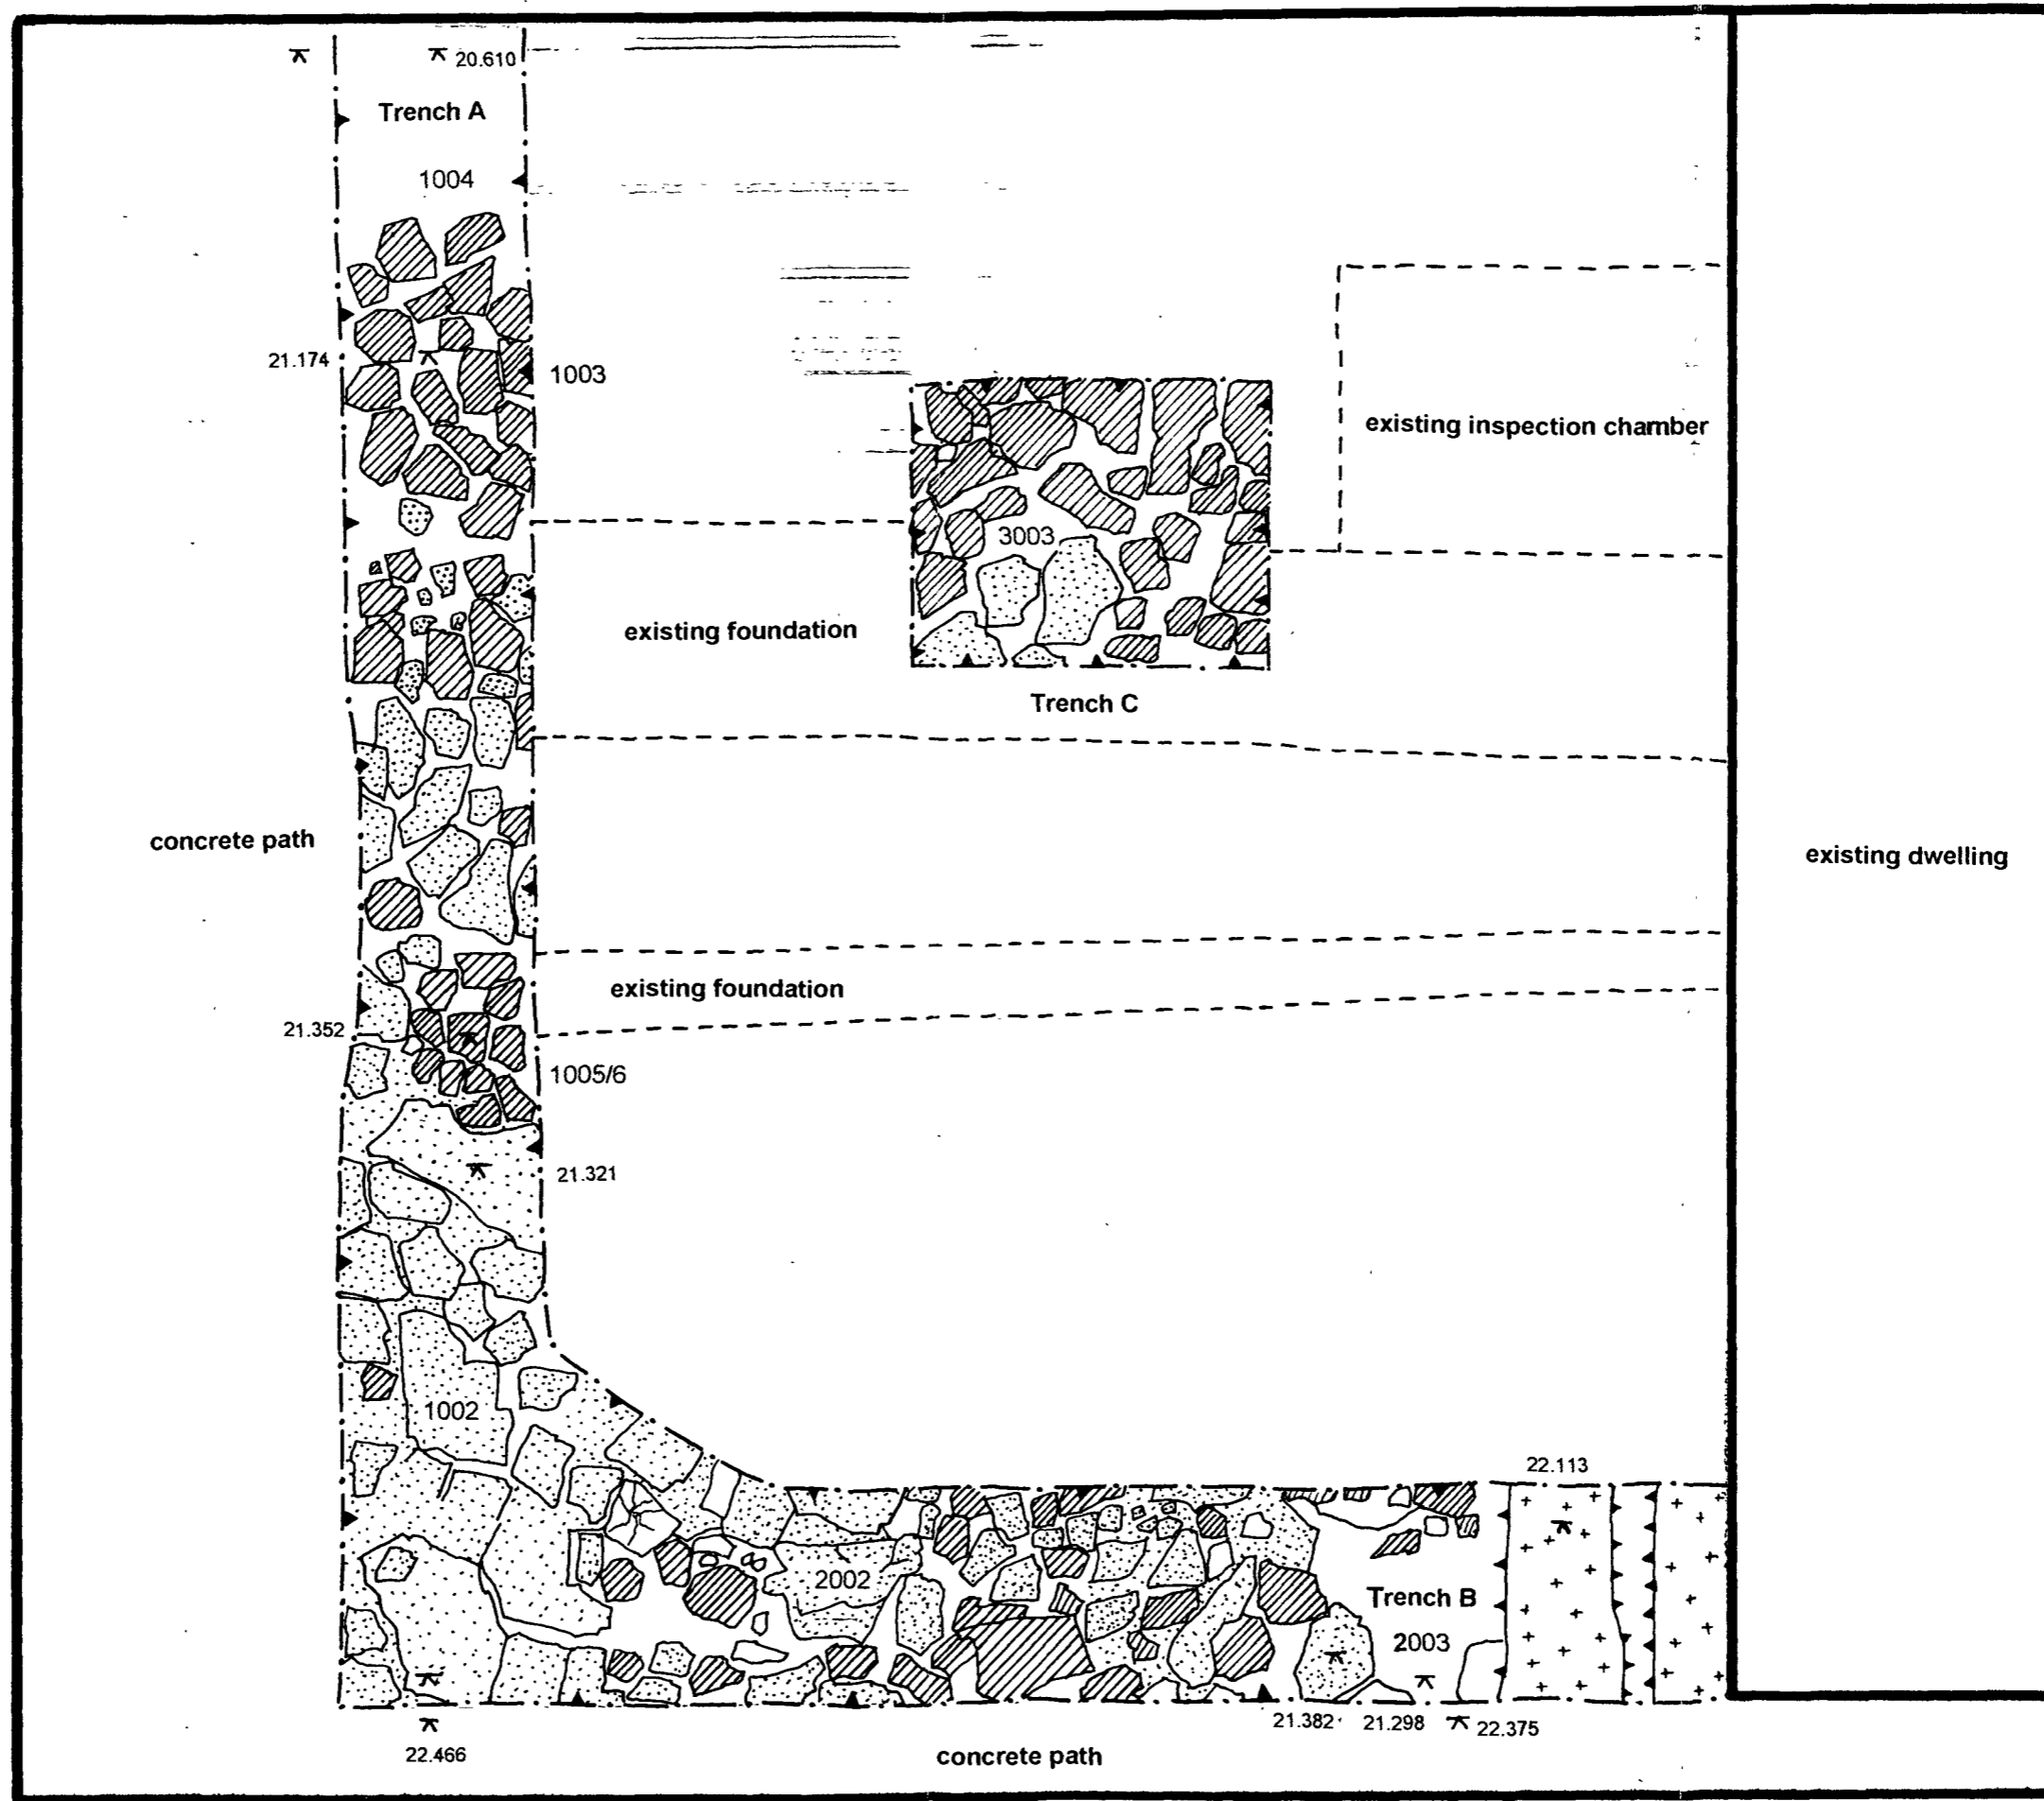 20.610
Trench A
1004
21.174
1003
existing inspection chamber
3003
existing foundation
Trench C
concrete path
existing dwelling
existing foundation
21.352
1005/6
21.321
1002
22.113
2002
Trench B
2003
21.382
21.298
22.375
22.466
concrete path